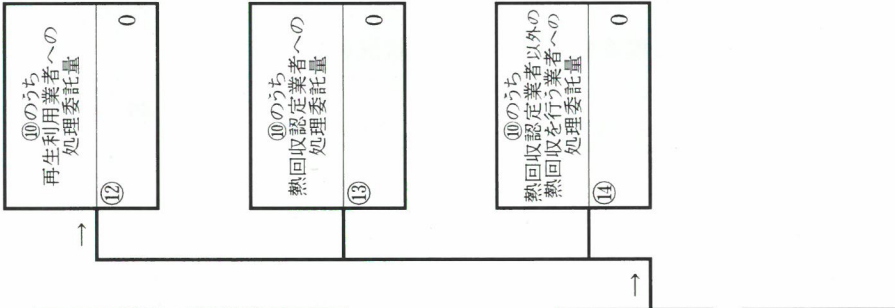 ⑩のうち
再生利用業者への
処理委託量
⑫ 0
⑩のうち
熱回収認定業者への
処理委託量
⑬ 0
⑩のうち
熱回収認定業者以外の
熱回収を行う業者への
処理委託量
⑭ 0